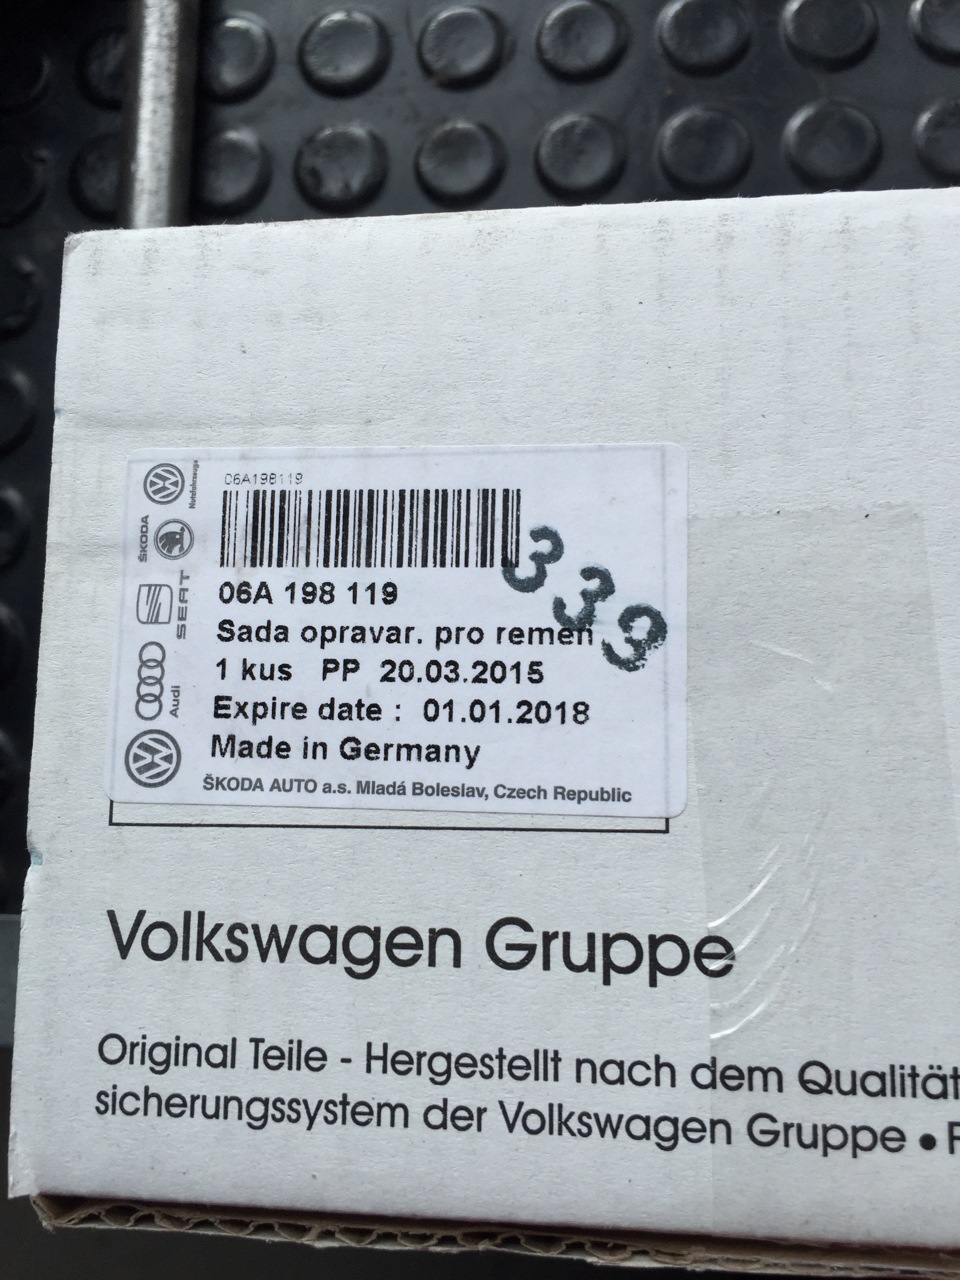 06A198119
Nutzfahrzeuge
ŠKODA
SEAT
Audi
06A 198 119
Sada opravar. pro remen
1 kus PP 20.03.2015
Expire date : 01.01.2018
Made in Germany
ŠKODA AUTO a.s. Mladá Boleslav, Czech Republic
339
Volkswagen Gruppe
Original Teile - Hergestellt nach dem Qualität
sicherungssystem der Volkswagen Gruppe •